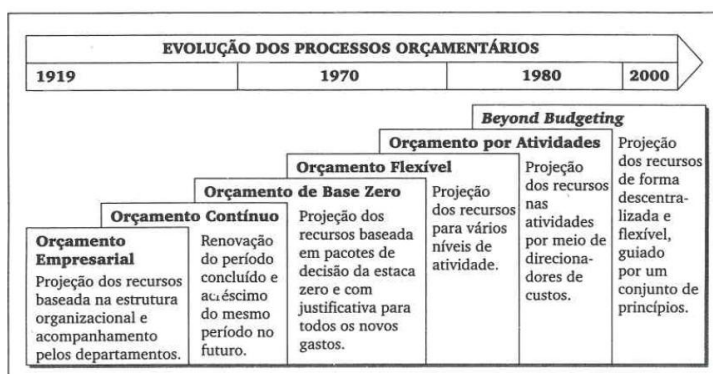 EVOLUÇÃO DOS PROCESSOS ORÇAMENTÁRIOS
1919 1970 1980 2000
Beyond Budgeting
Projeção
dos recursos
de forma
descentra-
lizada e
flexível,
guiado
por um
conjunto de
princípios.
Orçamento por Atividades
Projeção
dos recursos
nas
atividades
por meio de
direciona-
dores de
custos.
Orçamento Flexível
Projeção
dos recursos
para vários
níveis de
atividade.
Orçamento de Base Zero
Projeção dos
recursos baseada
em pacotes de
decisão da estaca
zero e com
justificativa para
todos os novos
gastos.
Orçamento Contínuo
Renovação
do período
concluído e
acréscimo
do mesmo
período no
futuro.
Orçamento
Empresarial
Projeção dos recursos
baseada na estrutura
organizacional e
acompanhamento
pelos departamentos.